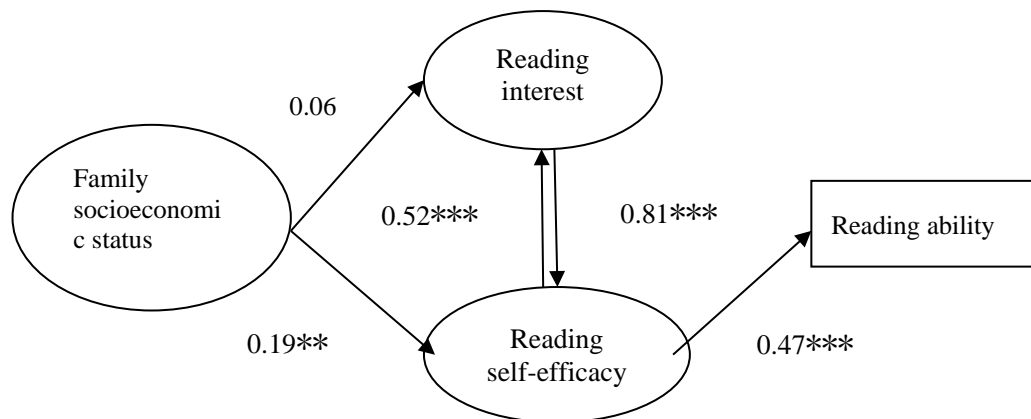 Reading
interest
0.06
Family
socioeconomi
c status
0.52***
0.81***
Reading ability
0.19**
Reading
self-efficacy
0.47***